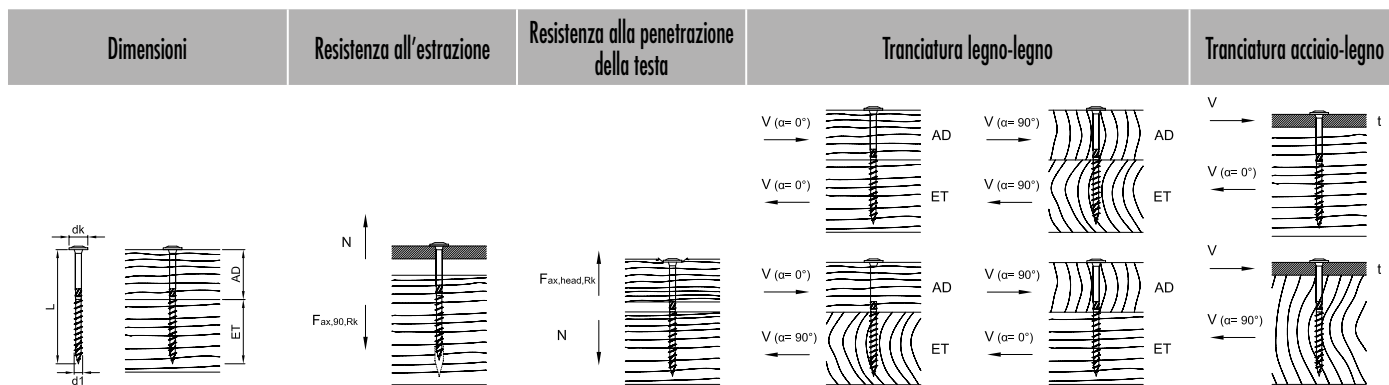 Dimensioni
Resistenza all'estrazione
Resistenza alla penetrazione
della testa
Tranciatura legno-legno
Tranciatura acciaio-legno
dk
L
d1
AD
ET
N
Fax,90,Rk
Fax,head,Rk
N
V (α= 0°)
AD
V (α= 0°)
ET
V (α= 90°)
AD
V (α= 90°)
ET
V (α= 0°)
AD
V (α= 90°)
ET
V (α= 90°)
AD
V (α= 0°)
ET
V
t
V (α= 0°)
V
t
V (α= 90°)